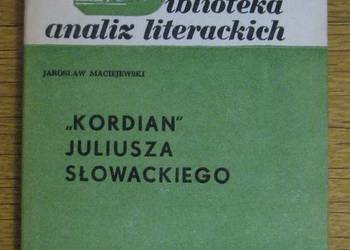 Biblioteka
analiz literackich
JAROSŁAW MACIEJEWSKI
„KORDIAN"
JULIUSZA
SŁOWACKIEGO